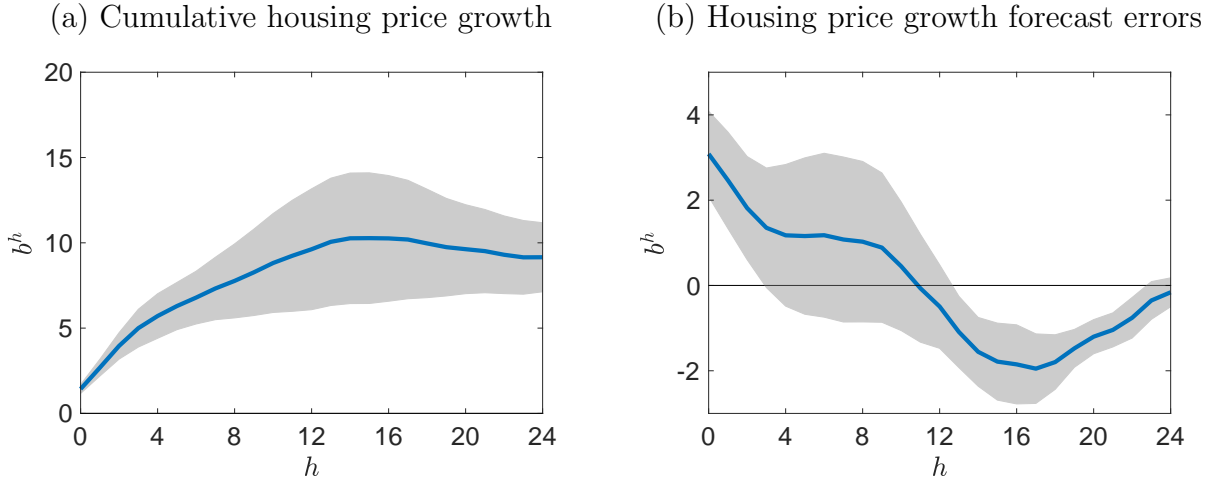 (a) Cumulative housing price growth
20
15
10
5
0
b^h
0 4 8 12 16 20 24
h
(b) Housing price growth forecast errors
4
2
0
-2
b^h
0 4 8 12 16 20 24
h